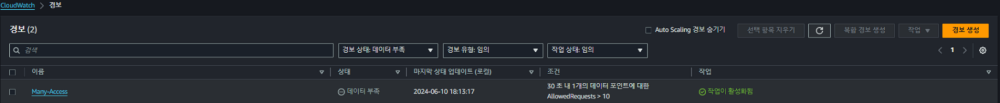 CloudWatch > 경보
경보 (2)
Auto Scaling 경보 숨기기
선택 항목 지우기
복합 경보 생성
작업
경보 생성
검색
경보 상태: 데이터 부족
경보 유형: 임의
작업 상태: 임의
< 1 >
이름
상태
마지막 상태 업데이트 (로컬)
조건
작업
Many-Access
데이터 부족
2024-06-10 18:13:17
30 초 내 1개의 데이터 포인트에 대한
AllowedRequests > 10
작업이 활성화됨